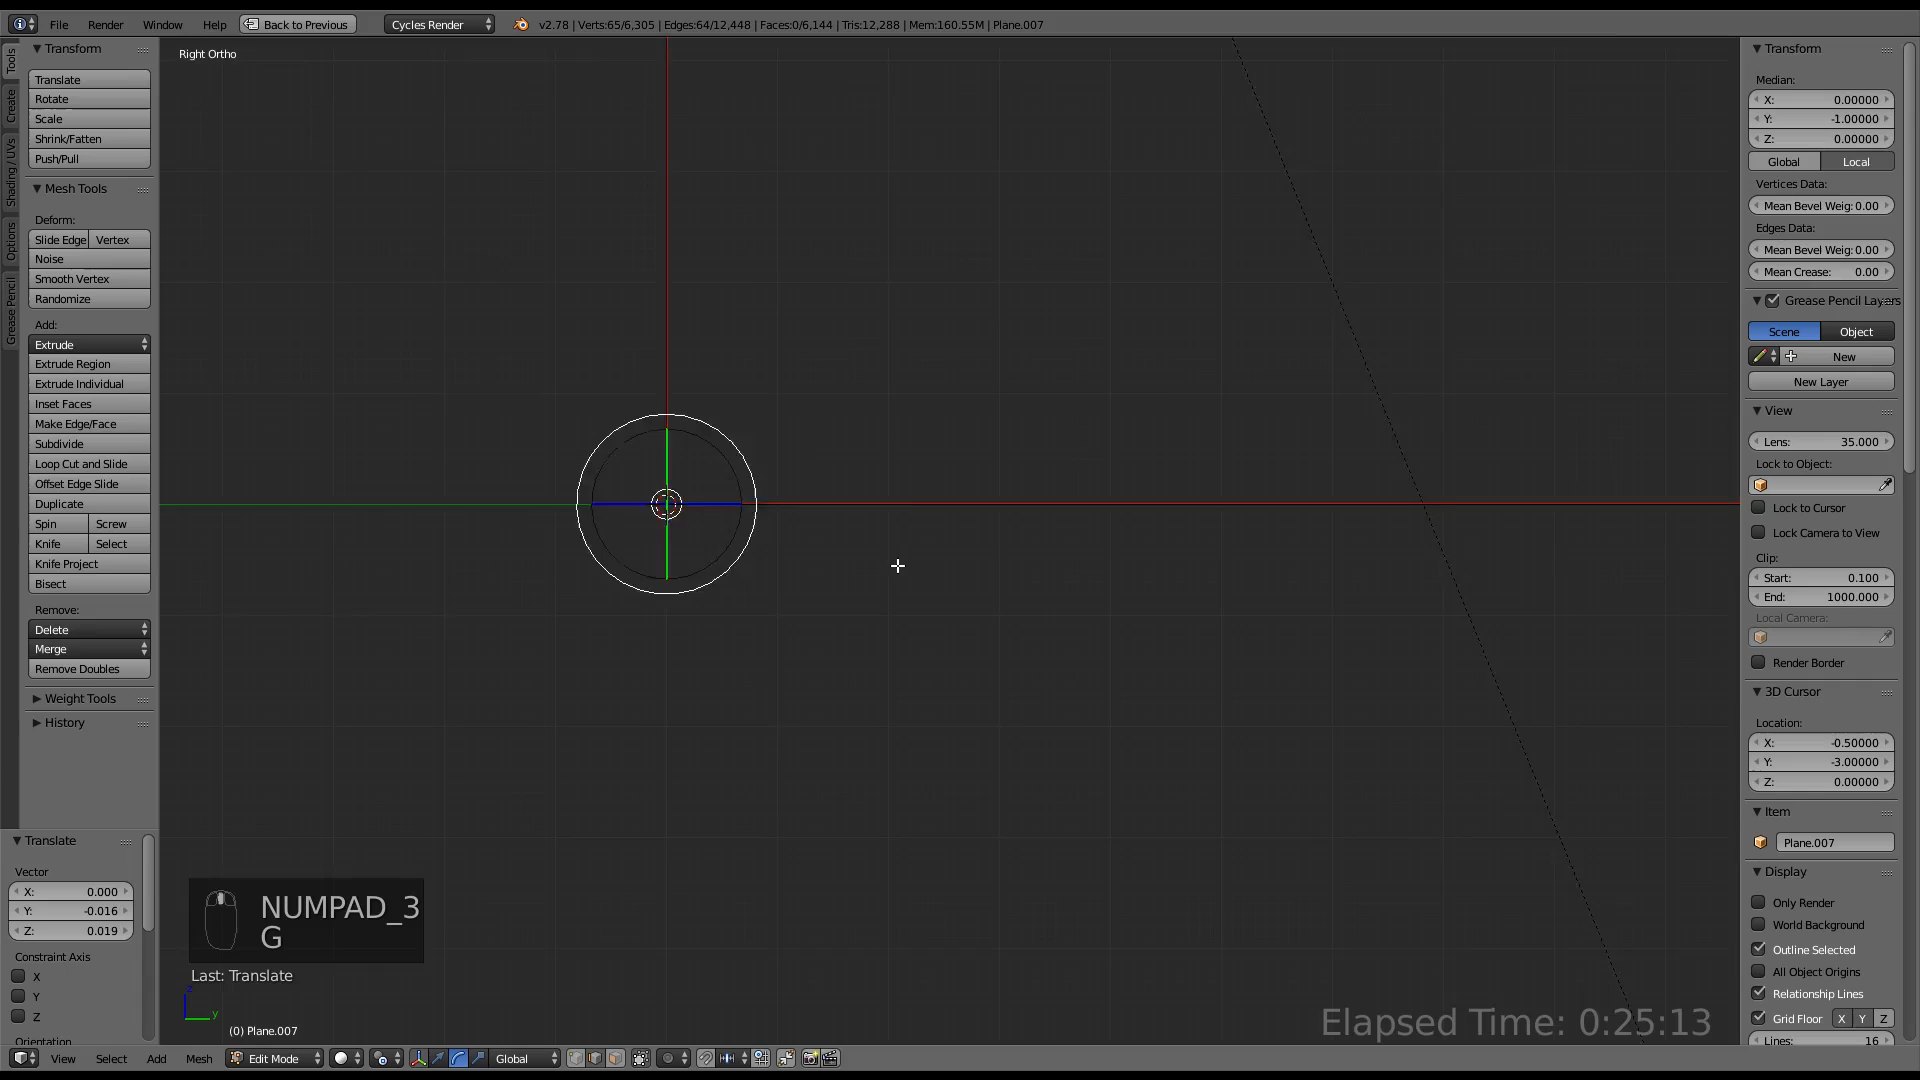 File Render Window Help Back to Previous Cycles Render v2.78 | Verts:65/6,305 | Edges:64/12,448 | Faces:0/6,144 | Tris:12,288 | Mem:160.55M | Plane.007
Tools
Create
Shading / UVs
Options
Grease Pencil
Transform
Translate
Rotate
Scale
Shrink/Fatten
Push/Pull
Mesh Tools
Deform:
Slide Edge Vertex
Noise
Smooth Vertex
Randomize
Add:
Extrude
Extrude Region
Extrude Individual
Inset Faces
Make Edge/Face
Subdivide
Loop Cut and Slide
Offset Edge Slide
Duplicate
Spin Screw
Knife Select
Knife Project
Bisect
Remove:
Delete
Merge
Remove Doubles
Weight Tools
History
Translate
Vector
X: 0.000
Y: -0.016
Z: 0.019
Constraint Axis
X
Y
Z
Orientation
Right Ortho
NUMPAD_3
G
Last: Translate
z
y
(0) Plane.007
Elapsed Time: 0:25:13
Transform
Median:
X: 0.00000
Y: -1.00000
Z: 0.00000
Global Local
Vertices Data:
Mean Bevel Weig: 0.00
Edges Data:
Mean Bevel Weig: 0.00
Mean Crease: 0.00
Grease Pencil Layers
Scene Object
New
New Layer
View
Lens: 35.000
Lock to Object:
Lock to Cursor
Lock Camera to View
Clip:
Start: 0.100
End: 1000.000
Local Camera:
Render Border
3D Cursor
Location:
X: -0.50000
Y: -3.00000
Z: 0.00000
Item
Plane.007
Display
Only Render
World Background
Outline Selected
All Object Origins
Relationship Lines
Grid Floor X Y Z
Lines: 16
View Select Add Mesh Edit Mode Global